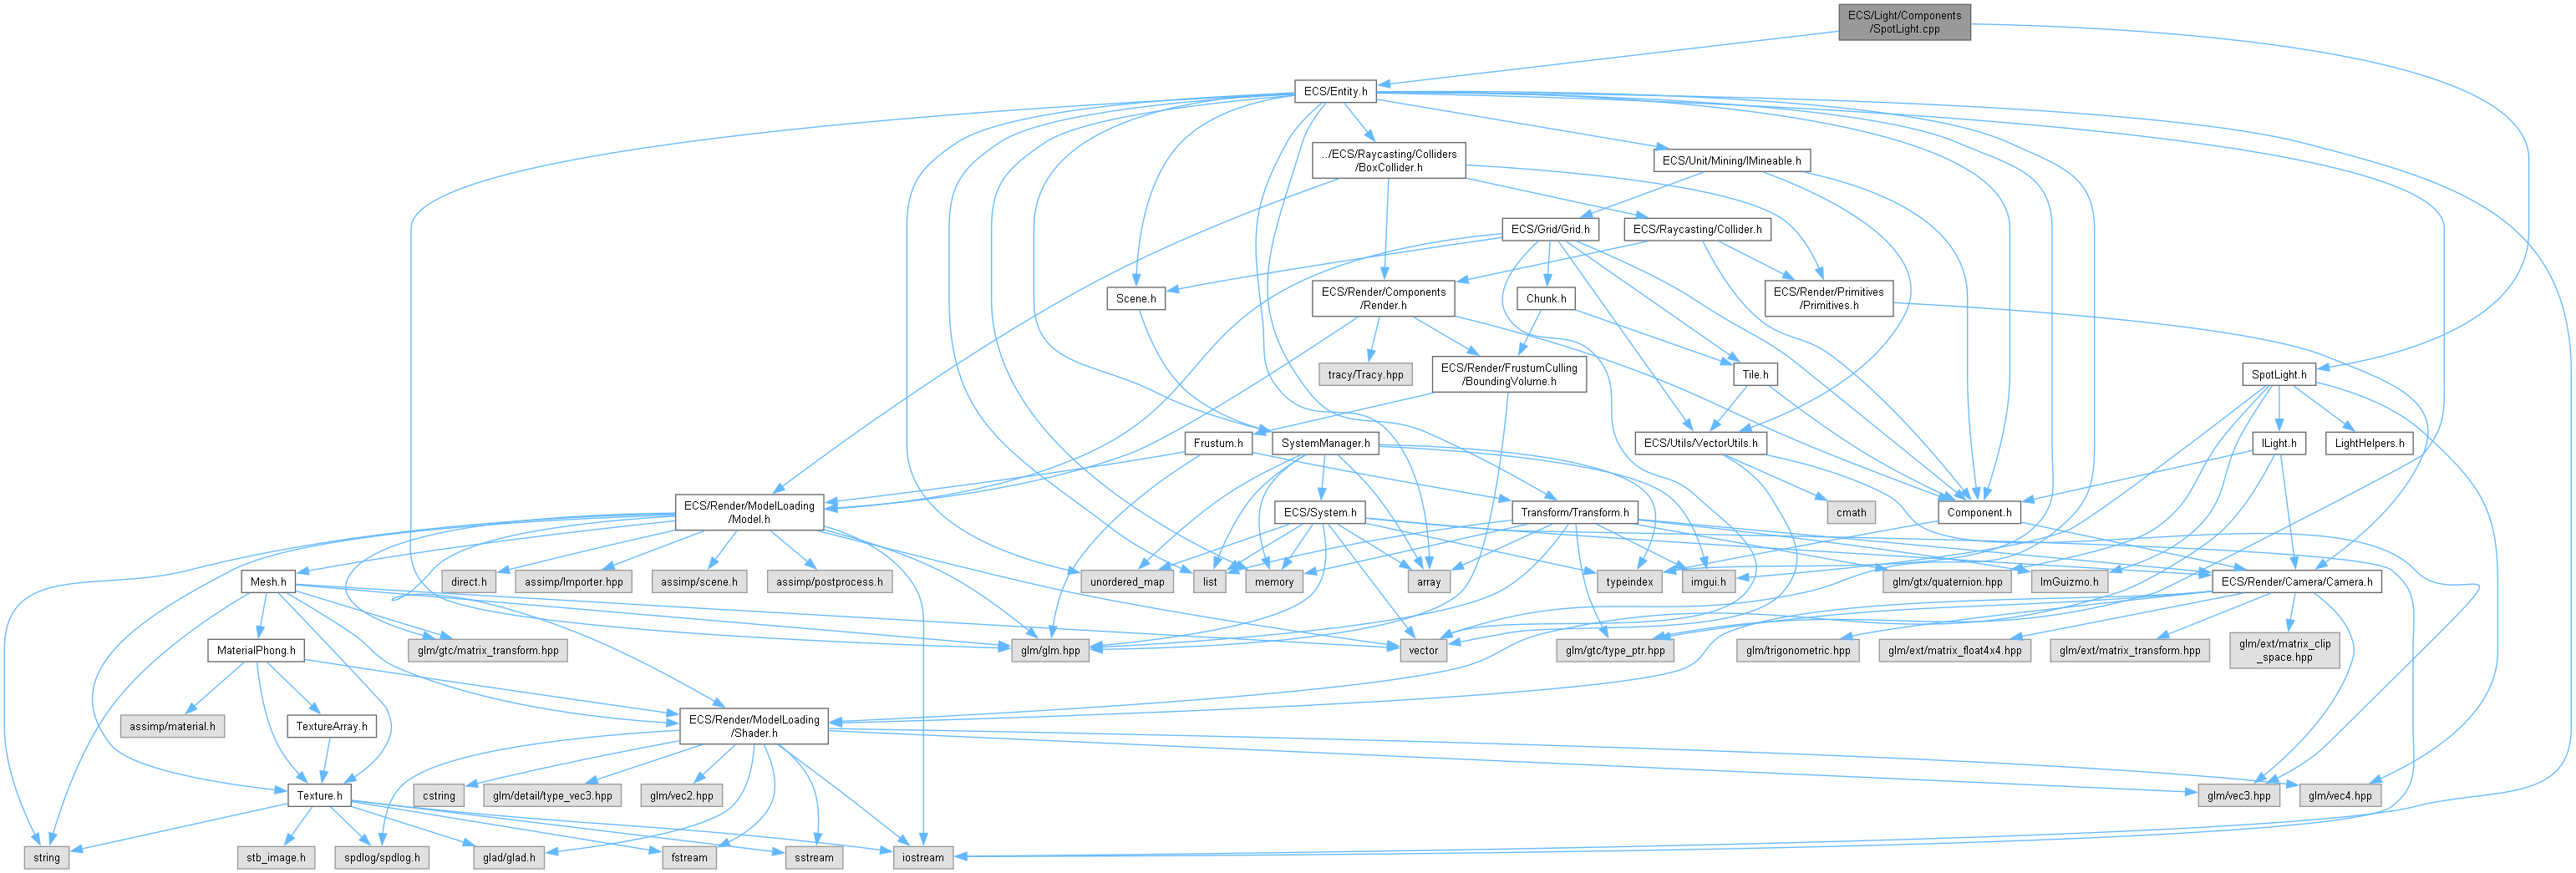 ECS/Light/Components
/SpotLight.cpp
ECS/Entity.h
../ECS/Raycasting/Colliders
/BoxCollider.h
ECS/Unit/Mining/IMineable.h
ECS/Grid/Grid.h
ECS/Raycasting/Collider.h
Scene.h
ECS/Render/Components
/Render.h
Chunk.h
ECS/Render/Primitives
/Primitives.h
tracy/Tracy.hpp
ECS/Render/FrustumCulling
/BoundingVolume.h
Tile.h
SpotLight.h
Frustum.h
SystemManager.h
ECS/Utils/VectorUtils.h
ILight.h
LightHelpers.h
ECS/Render/ModelLoading
/Model.h
ECS/System.h
Transform/Transform.h
cmath
Component.h
Mesh.h
direct.h
assimp/Importer.hpp
assimp/scene.h
assimp/postprocess.h
unordered_map
list
memory
array
typeindex
imgui.h
glm/gtx/quaternion.hpp
ImGuizmo.h
ECS/Render/Camera/Camera.h
MaterialPhong.h
glm/gtc/matrix_transform.hpp
glm/glm.hpp
vector
glm/gtc/type_ptr.hpp
glm/trigonometric.hpp
glm/ext/matrix_float4x4.hpp
glm/ext/matrix_transform.hpp
glm/ext/matrix_clip
_space.hpp
assimp/material.h
TextureArray.h
ECS/Render/ModelLoading
/Shader.h
Texture.h
cstring
glm/detail/type_vec3.hpp
glm/vec2.hpp
glm/vec3.hpp
glm/vec4.hpp
string
stb_image.h
spdlog/spdlog.h
glad/glad.h
fstream
sstream
iostream